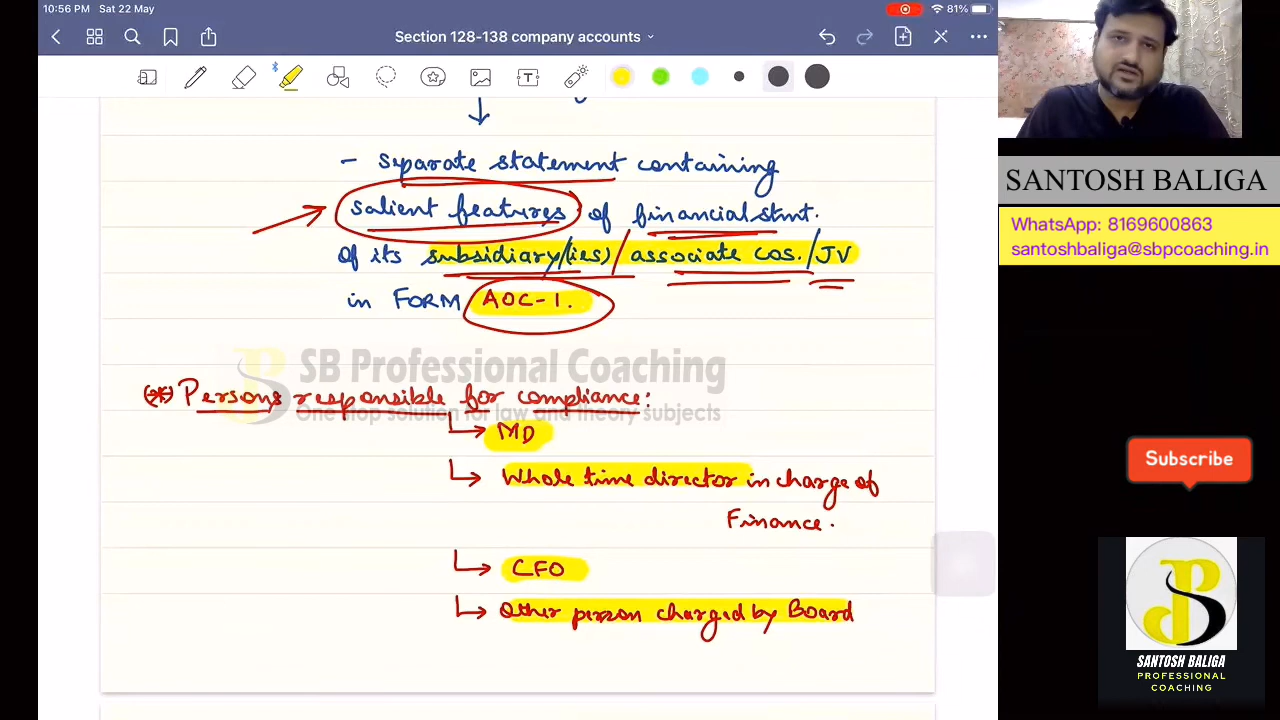 10:56 PM Sat 22 May
81%
Section 128-138 company accounts
- separate statement containing
salient features of financial stmt.
of its subsidiary/(ies) / associate cos. / JV
in FORM AOC-1.
SB Professional Coaching
One stop solution for law and theory subjects
(*) Persons responsible for compliance:
MD
Whole time director in charge of
Finance.
CFO
Other person charged by Board
SANTOSH BALIGA
WhatsApp: 8169600863
santoshbaliga@sbpcoaching.in
Subscribe
SANTOSH BALIGA
PROFESSIONAL
COACHING